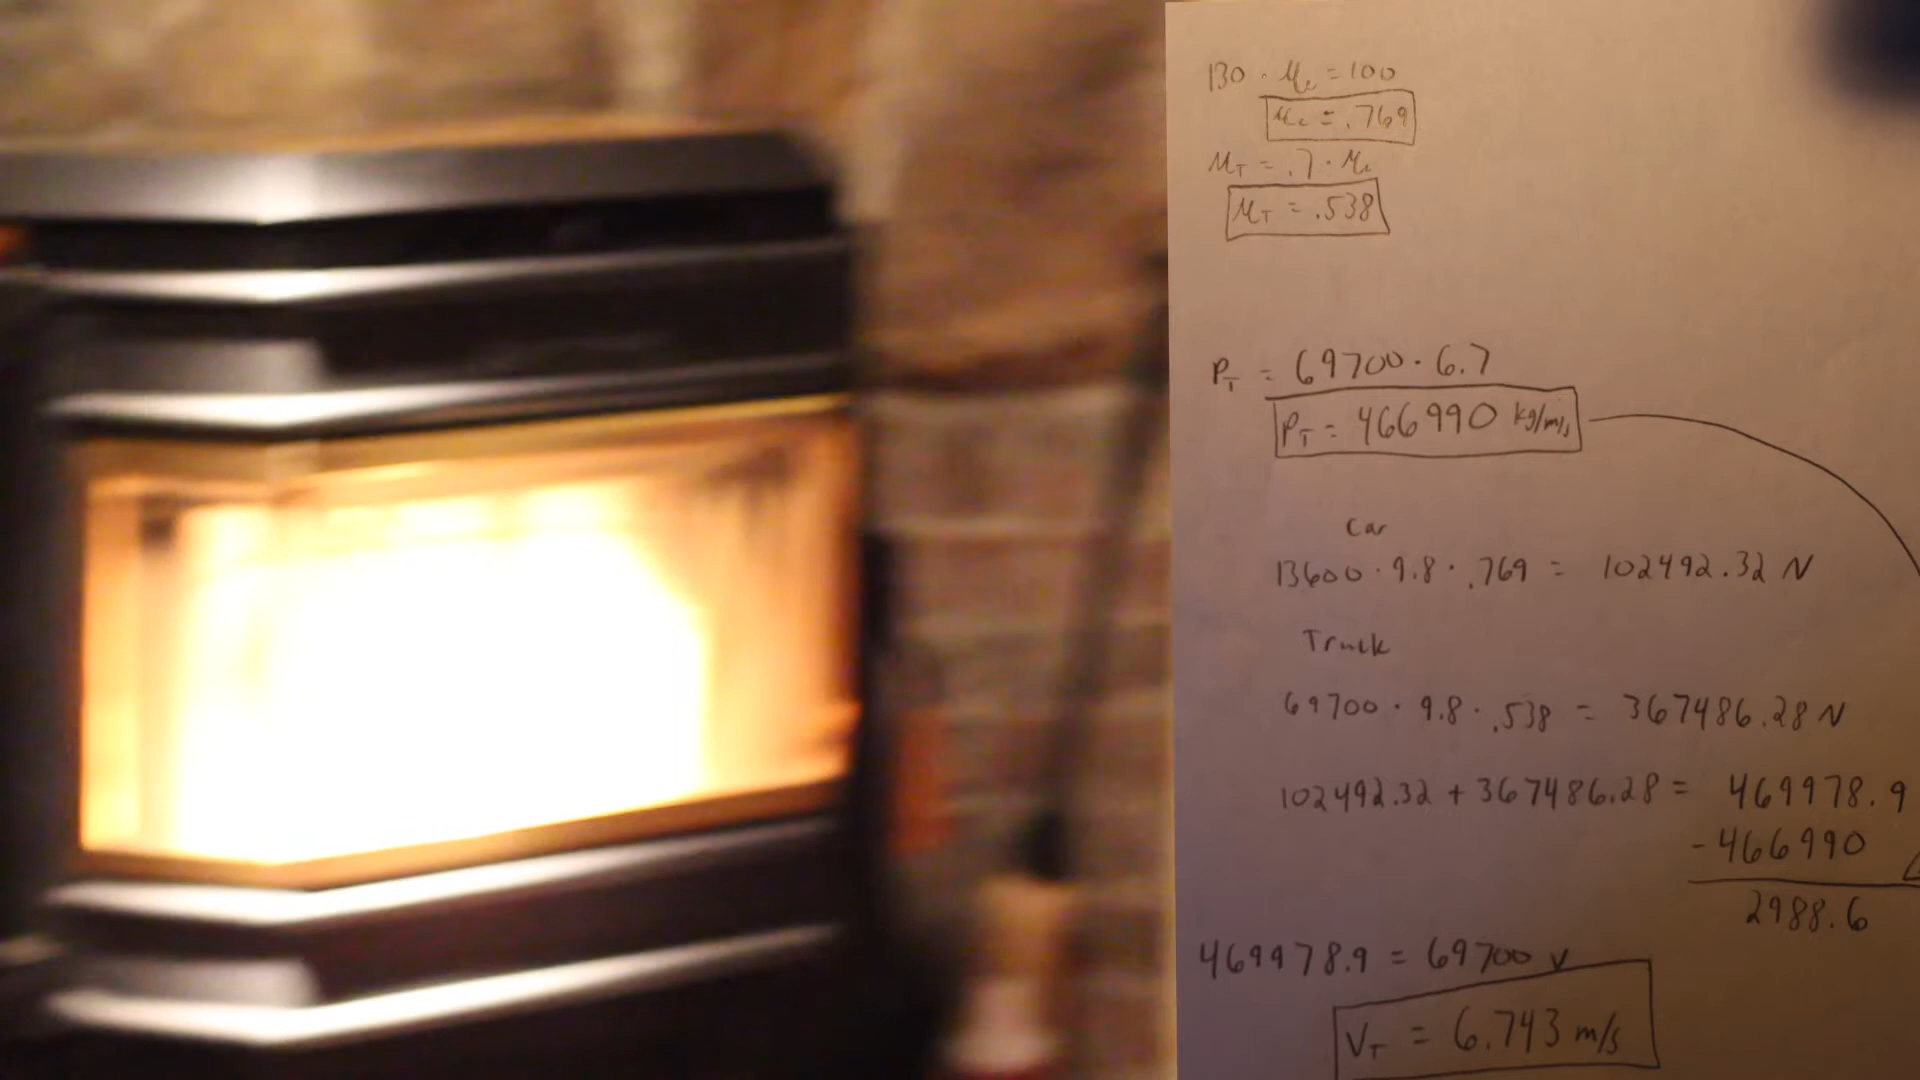 130 · μc = 100
μc = .769
μT = .7 · μc
μT = .538
PT = 69700 · 6.7
PT = 466990 kg/m/s
Car
13600 · 9.8 · .769 = 102492.32 N
Truck
69700 · 9.8 · .538 = 367486.28 N
102492.32 + 367486.28 = 469978.9
- 466990
2988.6
469978.9 = 69700 v
VT = 6.743 m/s